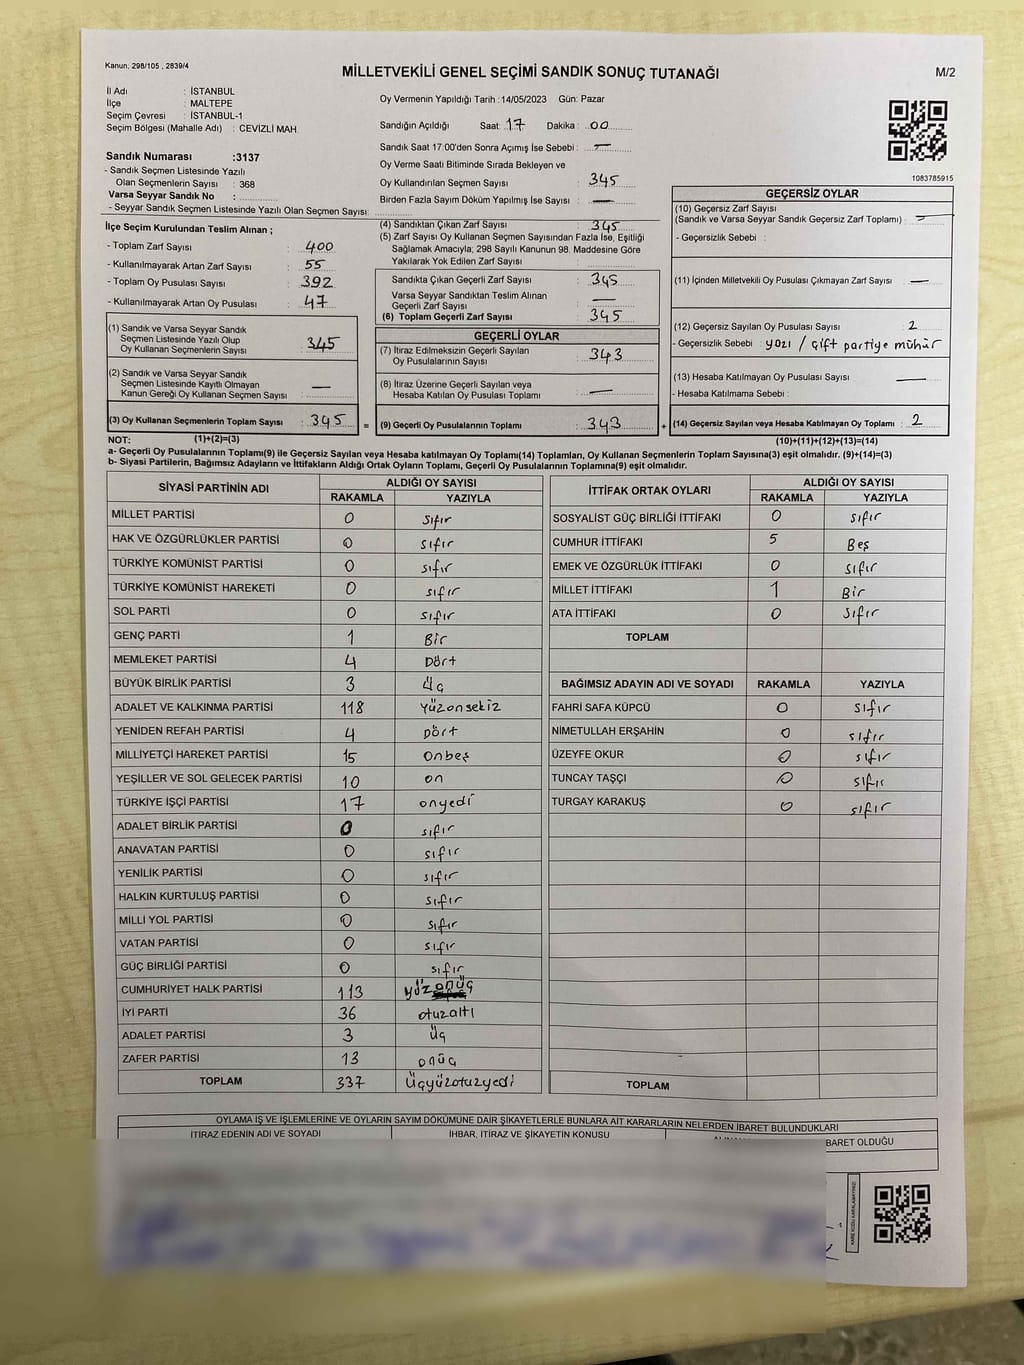 Kanun: 298/105 , 2839/4
MİLLETVEKİLİ GENEL SEÇİMİ SANDIK SONUÇ TUTANAĞI
M/2
İl Adı : İSTANBUL
İlçe : MALTEPE
Seçim Çevresi : İSTANBUL-1
Seçim Bölgesi (Mahalle Adı) : CEVİZLİ MAH.
Oy Vermenin Yapıldığı Tarih :14/05/2023 Gün: Pazar
Sandığın Açıldığı Saat: 17 Dakika : 00
Sandık Saat 17:00'den Sonra Açımış İse Sebebi : —
Oy Verme Saati Bitiminde Sırada Bekleyen ve
Oy Kullandırılan Seçmen Sayısı : 345
Birden Fazla Sayım Döküm Yapılmış İse Sayısı : —
1083785915
Sandık Numarası :3137
- Sandık Seçmen Listesinde Yazılı
Olan Seçmenlerin Sayısı : 368
Varsa Seyyar Sandık No :
- Seyyar Sandık Seçmen Listesinde Yazılı Olan Seçmen Sayısı:
İlçe Seçim Kurulundan Teslim Alınan ;
- Toplam Zarf Sayısı : 400
- Kullanılmayarak Artan Zarf Sayısı : 55
- Toplam Oy Pusulası Sayısı : 392
- Kullanılmayarak Artan Oy Pusulası : 47
(1) Sandık ve Varsa Seyyar Sandık
Seçmen Listesinde Yazılı Olup
Oy Kullanan Seçmenlerin Sayısı : 345
(2) Sandık ve Varsa Seyyar Sandık
Seçmen Listesinde Kayıtlı Olmayan
Kanun Gereği Oy Kullanan Seçmen Sayısı : —
(3) Oy Kullanan Seçmenlerin Toplam Sayısı : 345 =
(4) Sandıktan Çıkan Zarf Sayısı : 345
(5) Zarf Sayısı Oy Kullanan Seçmen Sayısından Fazla İse, Eşitliği
Sağlamak Amacıyla; 298 Sayılı Kanunun 98. Maddesine Göre
Yakılarak Yok Edilen Zarf Sayısı :
Sandıkta Çıkan Geçerli Zarf Sayısı : 345
Varsa Seyyar Sandıktan Teslim Alınan
Geçerli Zarf Sayısı : —
(6) Toplam Geçerli Zarf Sayısı : 345
GEÇERLİ OYLAR
(7) İtiraz Edilmeksizin Geçerli Sayılan
Oy Pusulalarının Sayısı : 343
(8) İtiraz Üzerine Geçerli Sayılan veya
Hesaba Katılan Oy Pusulası Toplamı : —
(9) Geçerli Oy Pusulalarının Toplamı : 343 +
GEÇERSİZ OYLAR
(10) Geçersiz Zarf Sayısı
(Sandık ve Varsa Seyyar Sandık Geçersiz Zarf Toplamı) : —
- Geçersizlik Sebebi :
(11) İçinden Milletvekili Oy Pusulası Çıkmayan Zarf Sayısı : —
(12) Geçersiz Sayılan Oy Pusulası Sayısı : 2
- Geçersizlik Sebebi : yazı / Çift partiye mühür
(13) Hesaba Katılmayan Oy Pusulası Sayısı : —
- Hesaba Katılmama Sebebi :
(14) Geçersiz Sayılan veya Hesaba Katılmayan Oy Toplamı : 2
NOT: (1)+(2)=(3)
(10)+(11)+(12)+(13)=(14)
a- Geçerli Oy Pusulalarının Toplamı(9) ile Geçersiz Sayılan veya Hesaba katılmayan Oy Toplamı(14) Toplamları, Oy Kullanan Seçmenlerin Toplam Sayısına(3) eşit olmalıdır. (9)+(14)=(3)
b- Siyasi Partilerin, Bağımsız Adayların ve İttifakların Aldığı Ortak Oyların Toplamı, Geçerli Oy Pusulalarının Toplamına(9) eşit olmalıdır.
SİYASİ PARTİNİN ADI ALDIĞI OY SAYISI
RAKAMLA YAZIYLA
MİLLET PARTİSİ 0 sıfır
HAK VE ÖZGÜRLÜKLER PARTİSİ 0 sıfır
TÜRKİYE KOMÜNİST PARTİSİ 0 sıfır
TÜRKİYE KOMÜNİST HAREKETİ 0 sıfır
SOL PARTİ 0 sıfır
GENÇ PARTİ 1 Bir
MEMLEKET PARTİSİ 4 Dört
BÜYÜK BİRLİK PARTİSİ 3 Üç
ADALET VE KALKINMA PARTİSİ 118 Yüzonsekiz
YENİDEN REFAH PARTİSİ 4 Dört
MİLLİYETÇİ HAREKET PARTİSİ 15 Onbeş
YEŞİLLER VE SOL GELECEK PARTİSİ 10 on
TÜRKİYE İŞÇİ PARTİSİ 17 onyedi
ADALET BİRLİK PARTİSİ 0 sıfır
ANAVATAN PARTİSİ 0 sıfır
YENİLİK PARTİSİ 0 sıfır
HALKIN KURTULUŞ PARTİSİ 0 sıfır
MİLLİ YOL PARTİSİ 0 sıfır
VATAN PARTİSİ 0 sıfır
GÜÇ BİRLİĞİ PARTİSİ 0 sıfır
CUMHURİYET HALK PARTİSİ 113 yüzonüç
İYİ PARTİ 36 otuzaltı
ADALET PARTİSİ 3 üç
ZAFER PARTİSİ 13 onüç
TOPLAM 337 Üçyüzotuzyedi
İTTİFAK ORTAK OYLARI ALDIĞI OY SAYISI
RAKAMLA YAZIYLA
SOSYALİST GÜÇ BİRLİĞİ İTTİFAKI 0 sıfır
CUMHUR İTTİFAKI 5 Beş
EMEK VE ÖZGÜRLÜK İTTİFAKI 0 sıfır
MİLLET İTTİFAKI 1 Bir
ATA İTTİFAKI 0 sıfır
TOPLAM
BAĞIMSIZ ADAYIN ADI VE SOYADI RAKAMLA YAZIYLA
FAHRİ SAFA KÜPCÜ 0 sıfır
NİMETULLAH ERŞAHİN 0 sıfır
ÜZEYFE OKUR 0 sıfır
TUNCAY TAŞÇI 0 sıfır
TURGAY KARAKUŞ 0 sıfır
TOPLAM
OYLAMA İŞ VE İŞLEMLERİNE VE OYLARIN SAYIM DÖKÜMÜNE DAİR ŞİKAYETLERLE BUNLARA AİT KARARLARIN NELERDEN İBARET BULUNDUKLARI
İTİRAZ EDENİN ADI VE SOYADI İHBAR, İTİRAZ VE ŞİKAYETİN KONUSU BARET OLDUĞU
KARE KODU KARALAMAYINIZ